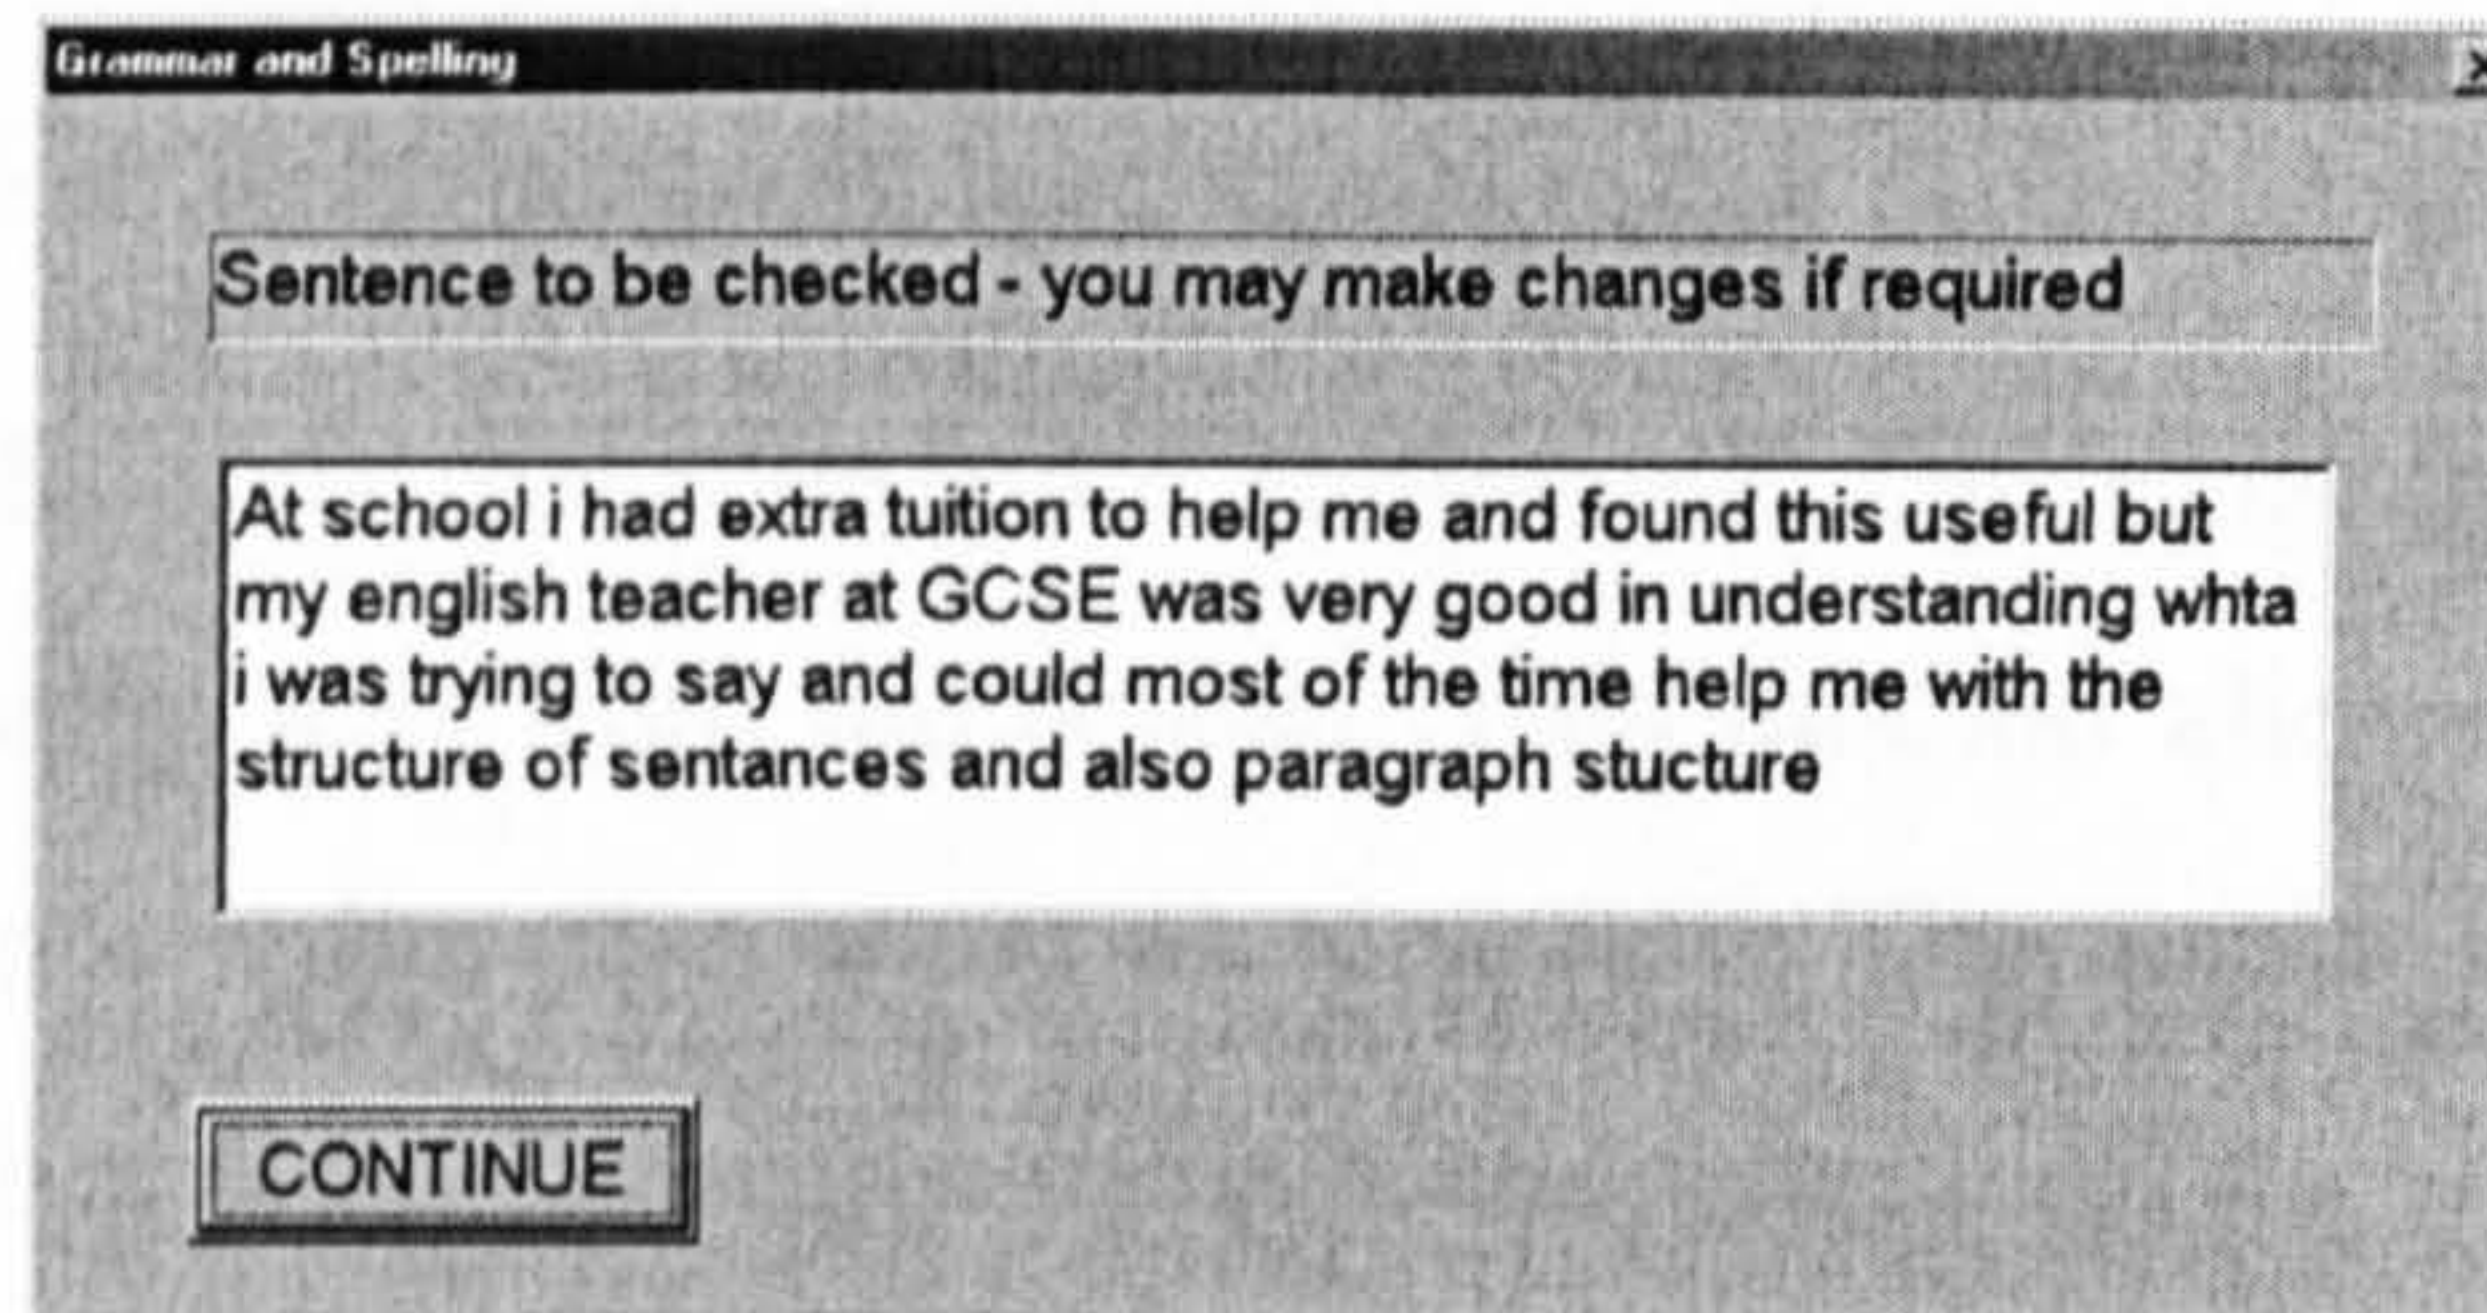 Grammar and Spelling
Sentence to be checked - you may make changes if required
At school i had extra tuition to help me and found this useful but
my english teacher at GCSE was very good in understanding whta
i was trying to say and could most of the time help me with the
structure of sentances and also paragraph stucture
CONTINUE